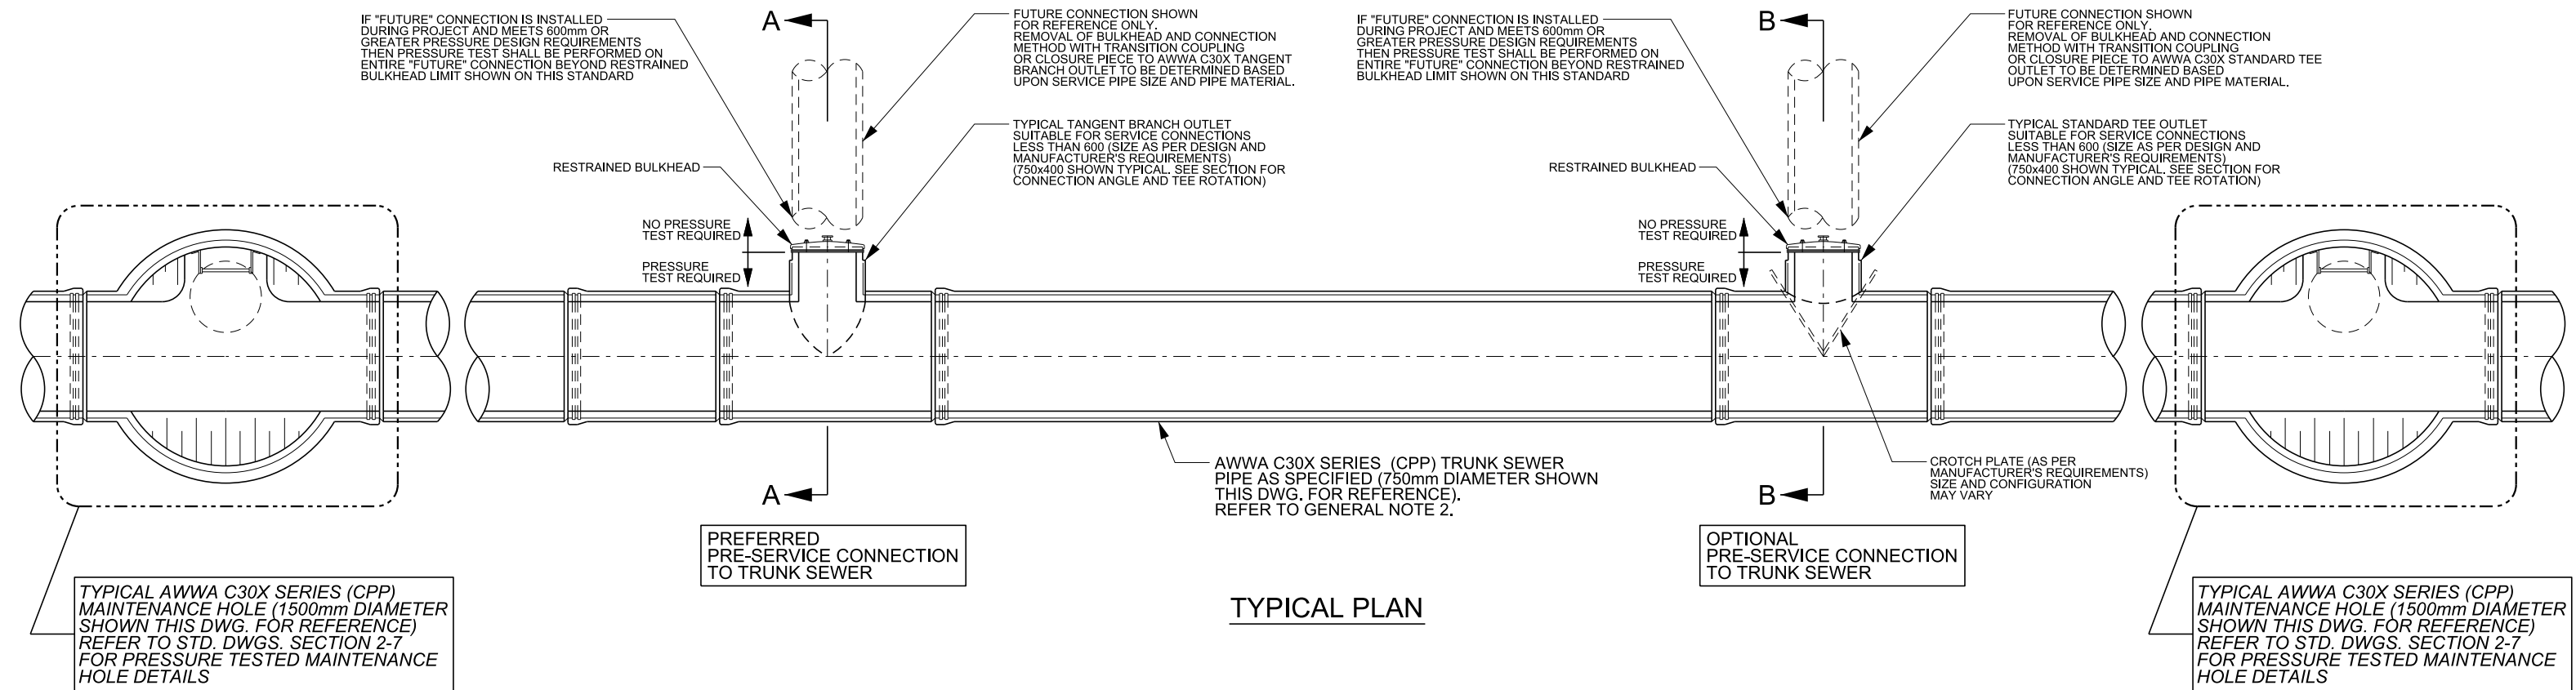 IF "FUTURE" CONNECTION IS INSTALLED
DURING PROJECT AND MEETS 600mm OR
GREATER PRESSURE DESIGN REQUIREMENTS
THEN PRESSURE TEST SHALL BE PERFORMED ON
ENTIRE "FUTURE" CONNECTION BEYOND RESTRAINED
BULKHEAD LIMIT SHOWN ON THIS STANDARD
A
FUTURE CONNECTION SHOWN
FOR REFERENCE ONLY.
REMOVAL OF BULKHEAD AND CONNECTION
METHOD WITH TRANSITION COUPLING
OR CLOSURE PIECE TO AWWA C30X TANGENT
BRANCH OUTLET TO BE DETERMINED BASED
UPON SERVICE PIPE SIZE AND PIPE MATERIAL.
TYPICAL TANGENT BRANCH OUTLET
SUITABLE FOR SERVICE CONNECTIONS
LESS THAN 600 (SIZE AS PER DESIGN AND
MANUFACTURER'S REQUIREMENTS)
(750x400 SHOWN TYPICAL. SEE SECTION FOR
CONNECTION ANGLE AND TEE ROTATION)
RESTRAINED BULKHEAD
NO PRESSURE
TEST REQUIRED
PRESSURE
TEST REQUIRED
IF "FUTURE" CONNECTION IS INSTALLED
DURING PROJECT AND MEETS 600mm OR
GREATER PRESSURE DESIGN REQUIREMENTS
THEN PRESSURE TEST SHALL BE PERFORMED ON
ENTIRE "FUTURE" CONNECTION BEYOND RESTRAINED
BULKHEAD LIMIT SHOWN ON THIS STANDARD
B
FUTURE CONNECTION SHOWN
FOR REFERENCE ONLY.
REMOVAL OF BULKHEAD AND CONNECTION
METHOD WITH TRANSITION COUPLING
OR CLOSURE PIECE TO AWWA C30X STANDARD TEE
OUTLET TO BE DETERMINED BASED
UPON SERVICE PIPE SIZE AND PIPE MATERIAL.
TYPICAL STANDARD TEE OUTLET
SUITABLE FOR SERVICE CONNECTIONS
LESS THAN 600 (SIZE AS PER DESIGN AND
MANUFACTURER'S REQUIREMENTS)
(750x400 SHOWN TYPICAL. SEE SECTION FOR
CONNECTION ANGLE AND TEE ROTATION)
RESTRAINED BULKHEAD
NO PRESSURE
TEST REQUIRED
PRESSURE
TEST REQUIRED
A
AWWA C30X SERIES (CPP) TRUNK SEWER
PIPE AS SPECIFIED (750mm DIAMETER SHOWN
THIS DWG. FOR REFERENCE).
REFER TO GENERAL NOTE 2.
B
CROTCH PLATE (AS PER
MANUFACTURER'S REQUIREMENTS)
SIZE AND CONFIGURATION
MAY VARY
PREFERRED
PRE-SERVICE CONNECTION
TO TRUNK SEWER
OPTIONAL
PRE-SERVICE CONNECTION
TO TRUNK SEWER
TYPICAL AWWA C30X SERIES (CPP)
MAINTENANCE HOLE (1500mm DIAMETER
SHOWN THIS DWG. FOR REFERENCE)
REFER TO STD. DWGS. SECTION 2-7
FOR PRESSURE TESTED MAINTENANCE
HOLE DETAILS
TYPICAL PLAN
TYPICAL AWWA C30X SERIES (CPP)
MAINTENANCE HOLE (1500mm DIAMETER
SHOWN THIS DWG. FOR REFERENCE)
REFER TO STD. DWGS. SECTION 2-7
FOR PRESSURE TESTED MAINTENANCE
HOLE DETAILS